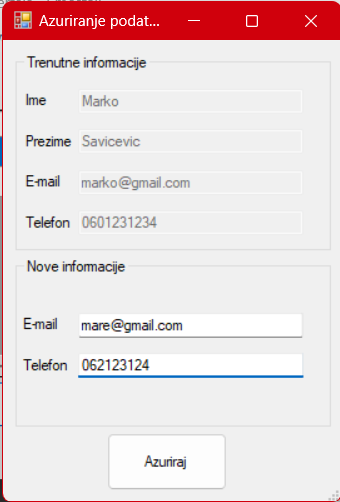 Azuriranje podat...
Trenutne informacije
Ime Marko
Prezime Savicevic
E-mail marko@gmail.com
Telefon 0601231234
Nove informacije
E-mail mare@gmail.com
Telefon 062123124
Azuriraj